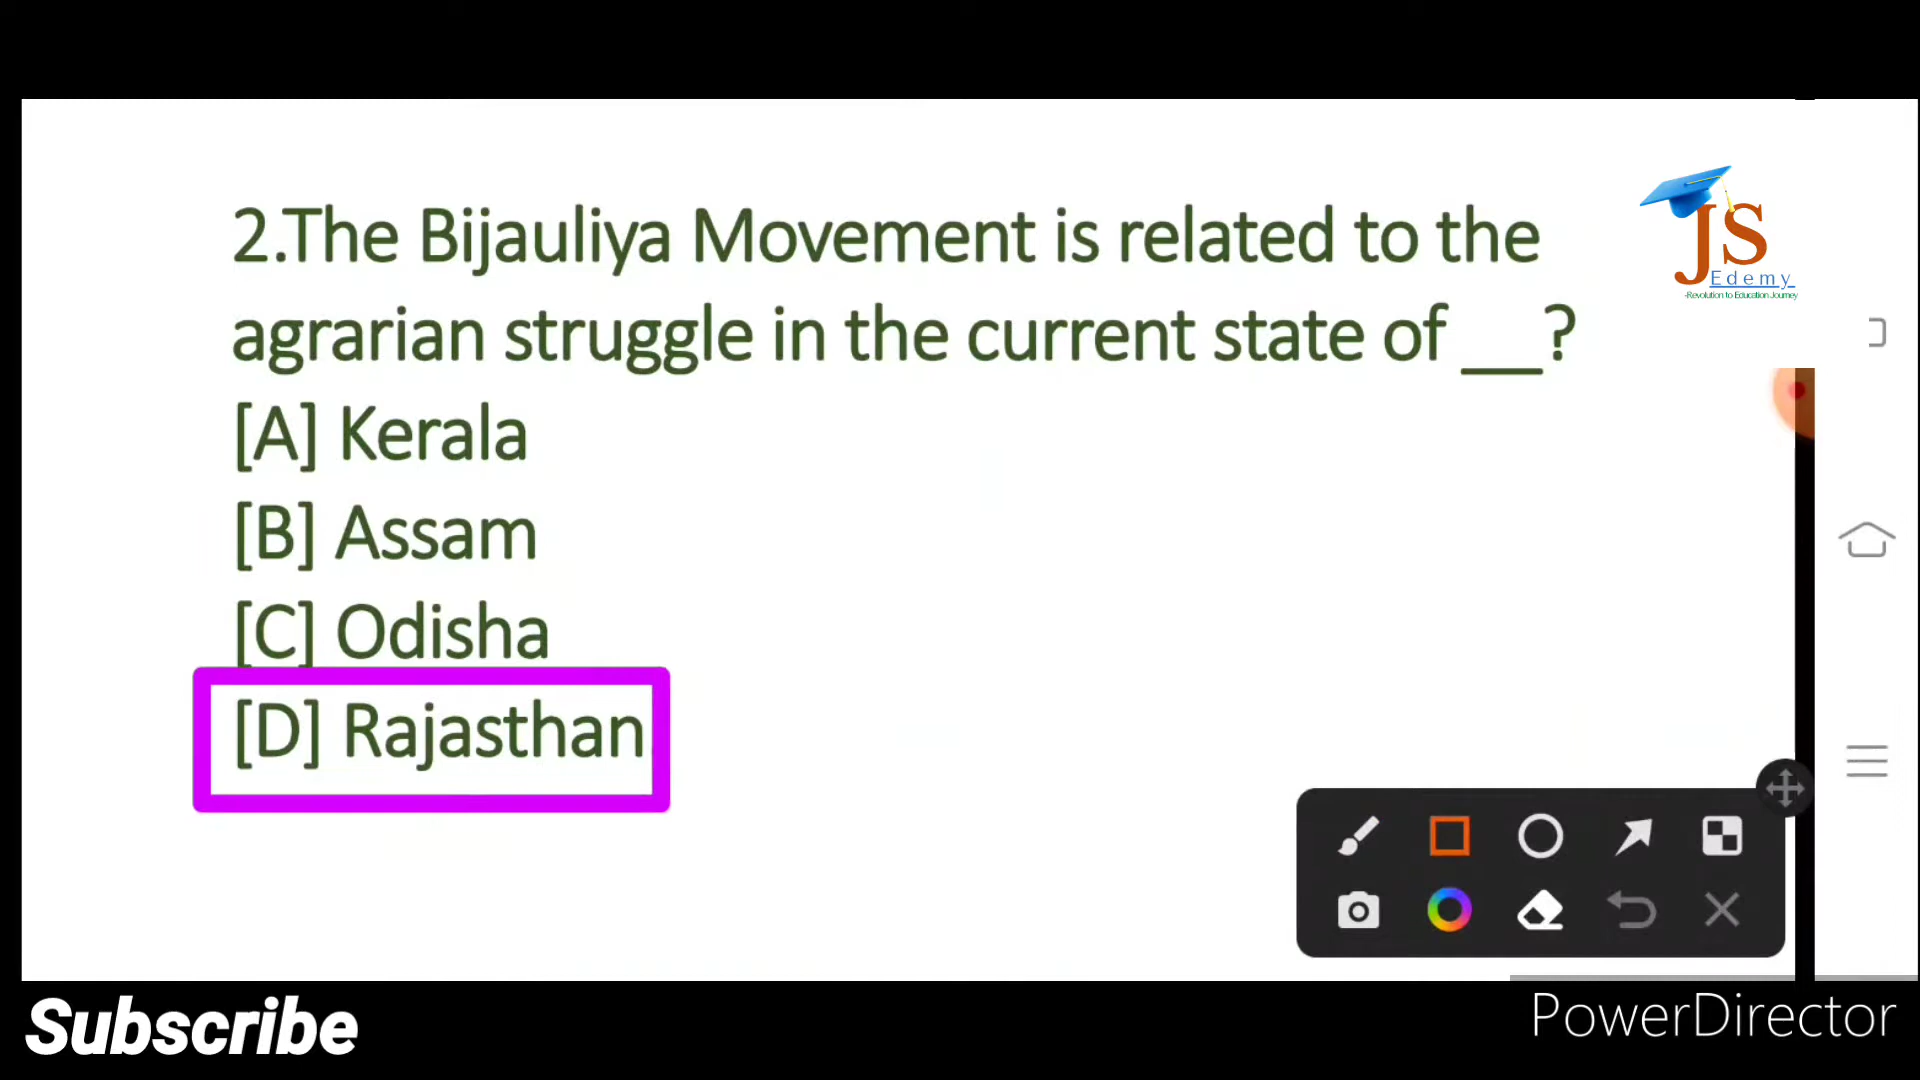 2.The Bijauliya Movement is related to the
agrarian struggle in the current state of __?
[A] Kerala
[B] Assam
[C] Odisha
[D] Rajasthan
JS
Edemy
-Revolution to Education Journey
Subscribe
PowerDirector